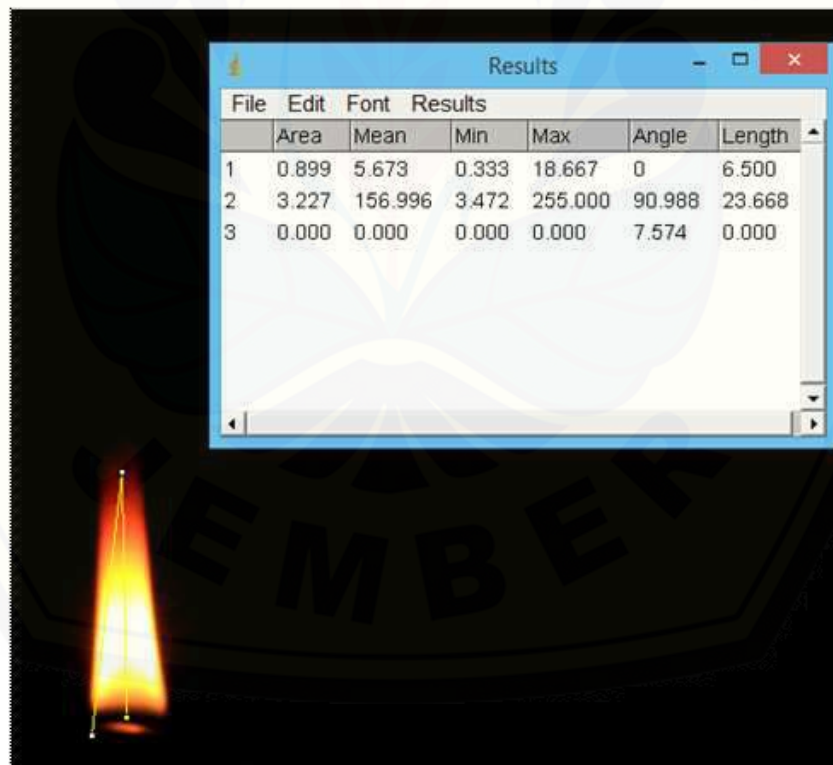 Results
File Edit Font Results
Area Mean Min Max Angle Length
1 0.899 5.673 0.333 18.667 0 6.500
2 3.227 156.996 3.472 255.000 90.988 23.668
3 0.000 0.000 0.000 0.000 7.574 0.000
JEMBER